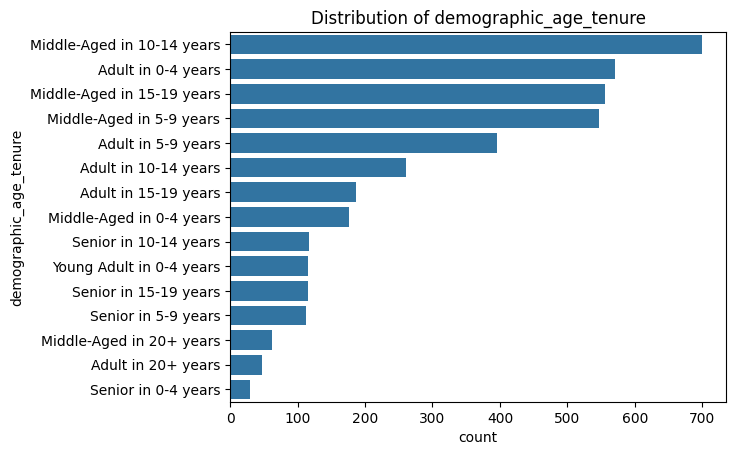 Distribution of demographic_age_tenure
Middle-Aged in 10-14 years
Adult in 0-4 years
Middle-Aged in 15-19 years
Middle-Aged in 5-9 years
Adult in 5-9 years
Adult in 10-14 years
Adult in 15-19 years
Middle-Aged in 0-4 years
Senior in 10-14 years
Young Adult in 0-4 years
Senior in 15-19 years
Senior in 5-9 years
Middle-Aged in 20+ years
Adult in 20+ years
Senior in 0-4 years
demographic_age_tenure
0 100 200 300 400 500 600 700
count